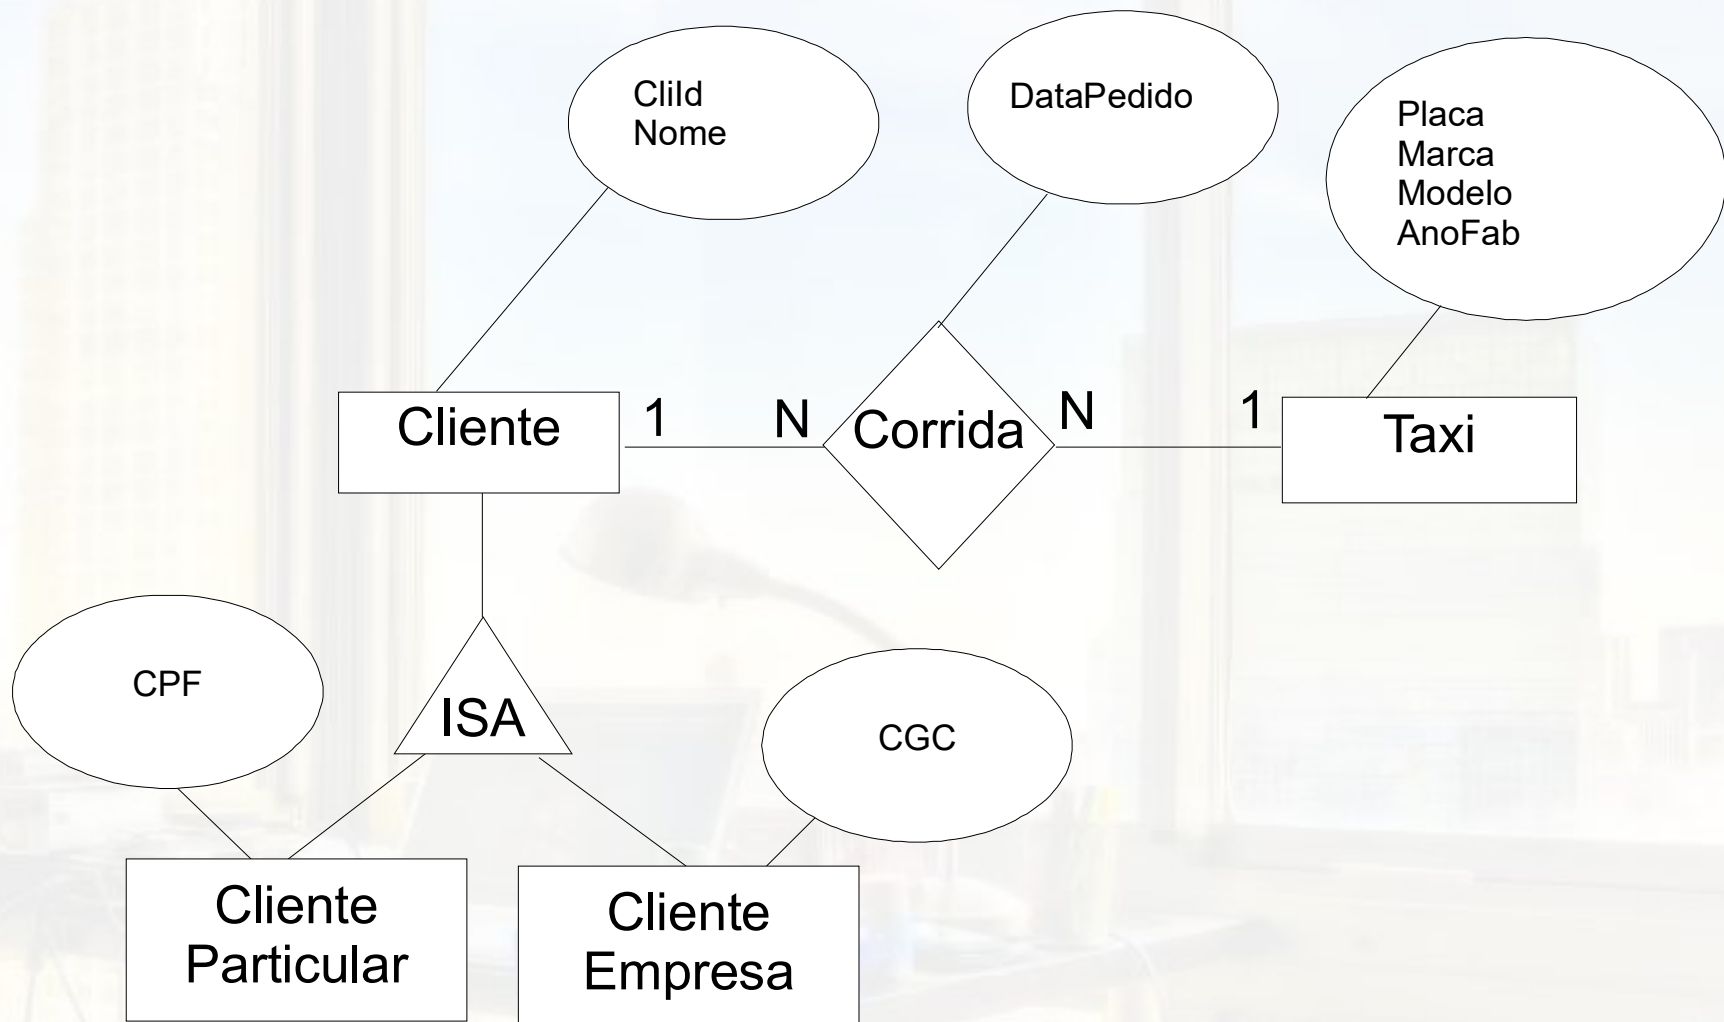 CliId
Nome
DataPedido
Placa
Marca
Modelo
AnoFab
Cliente
1
N
Corrida
N
1
Taxi
CPF
ISA
CGC
Cliente
Particular
Cliente
Empresa